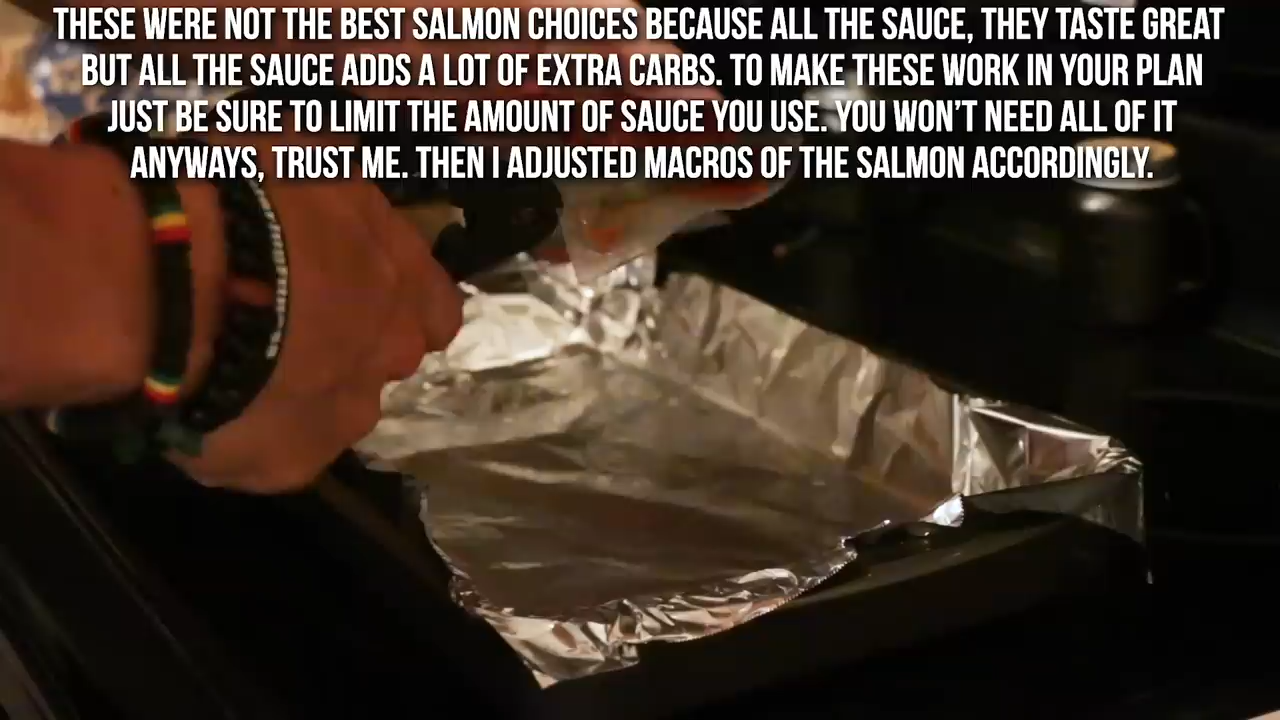 THESE WERE NOT THE BEST SALMON CHOICES BECAUSE ALL THE SAUCE, THEY TASTE GREAT
BUT ALL THE SAUCE ADDS A LOT OF EXTRA CARBS. TO MAKE THESE WORK IN YOUR PLAN
JUST BE SURE TO LIMIT THE AMOUNT OF SAUCE YOU USE. YOU WON'T NEED ALL OF IT
ANYWAYS, TRUST ME. THEN I ADJUSTED MACROS OF THE SALMON ACCORDINGLY.